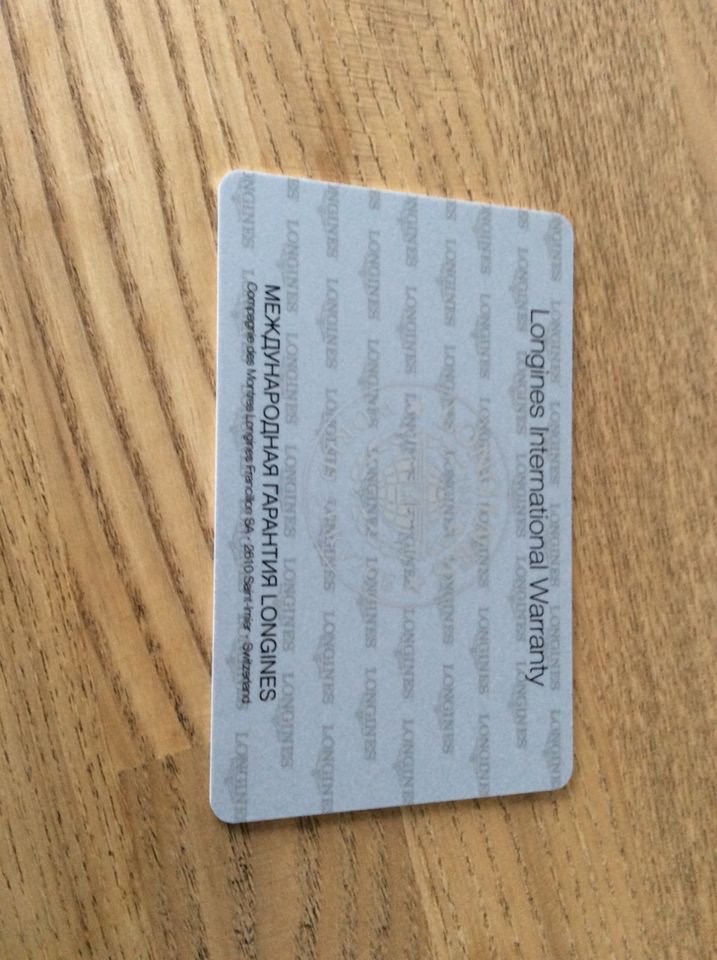 Longines International Warranty
МЕЖДУНАРОДНАЯ ГАРАНТИЯ LONGINES
Compagnie des Montres Longines Francillon SA - 2610 Saint-Imier - Switzerland